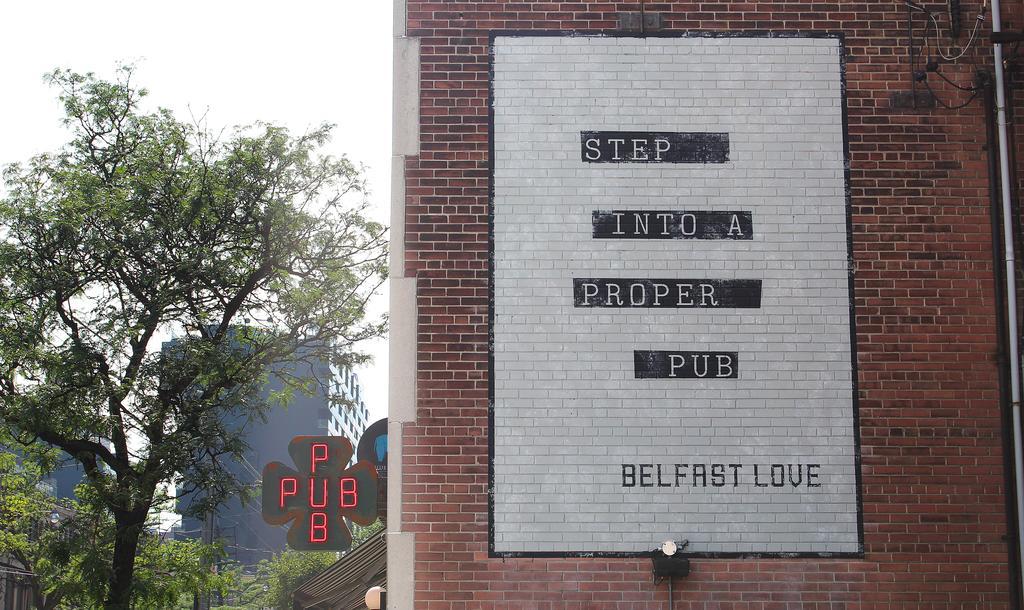 STEP
INTO A
PROPER
PUB
BELFAST LOVE
P
PUB
B